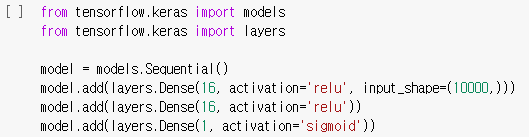 [ ] from tensorflow.keras import models
from tensorflow.keras import layers
model = models.Sequential()
model.add(layers.Dense(16, activation='relu', input_shape=(10000,)))
model.add(layers.Dense(16, activation='relu'))
model.add(layers.Dense(1, activation='sigmoid'))